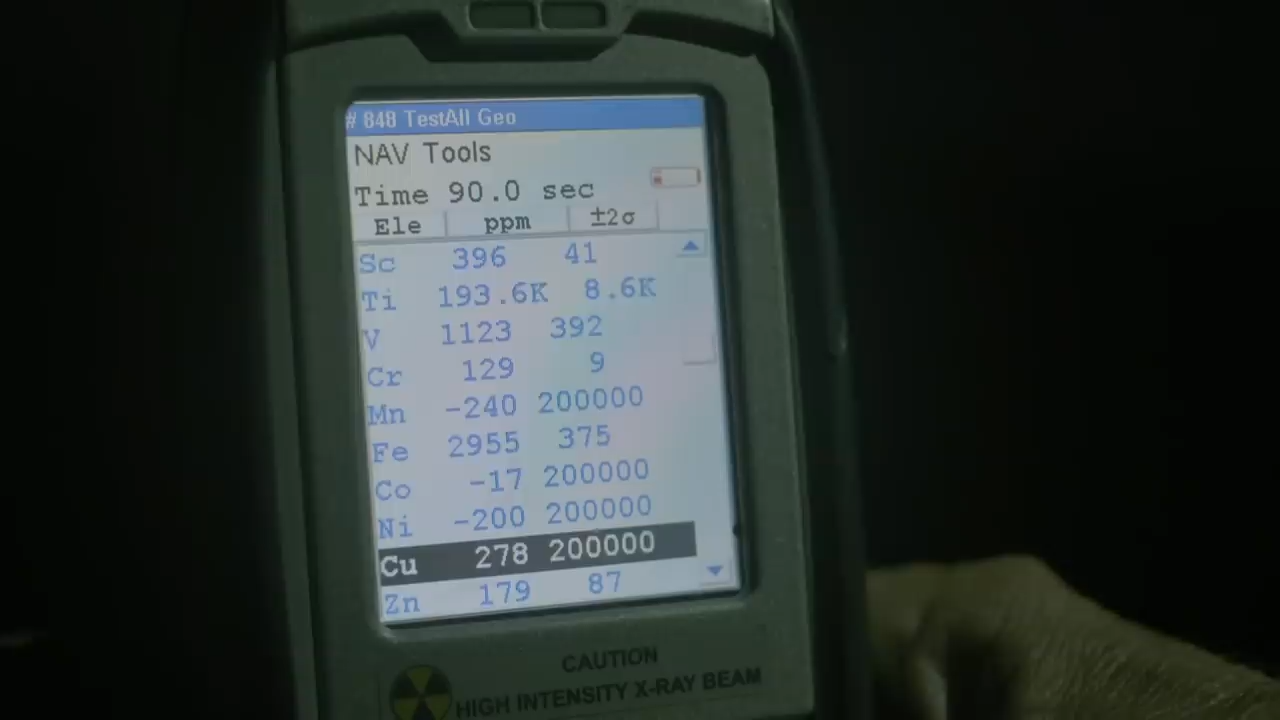 # 848 TestAll Geo
NAV Tools
Time 90.0 sec
Ele ppm ±2σ
Sc 396 41
Ti 193.6K 8.6K
V 1123 392
Cr 129 9
Mn -240 200000
Fe 2955 375
Co -17 200000
Ni -200 200000
Cu 278 200000
Zn 179 87
CAUTION
HIGH INTENSITY X-RAY BEAM